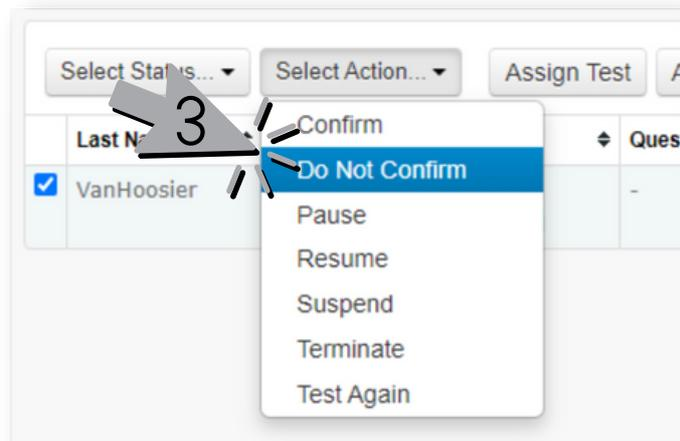 Select Status... Select Action... Assign Test A
3
Confirm
Last Na Ques
Do Not Confirm
VanHoosier -
Pause
Resume
Suspend
Terminate
Test Again